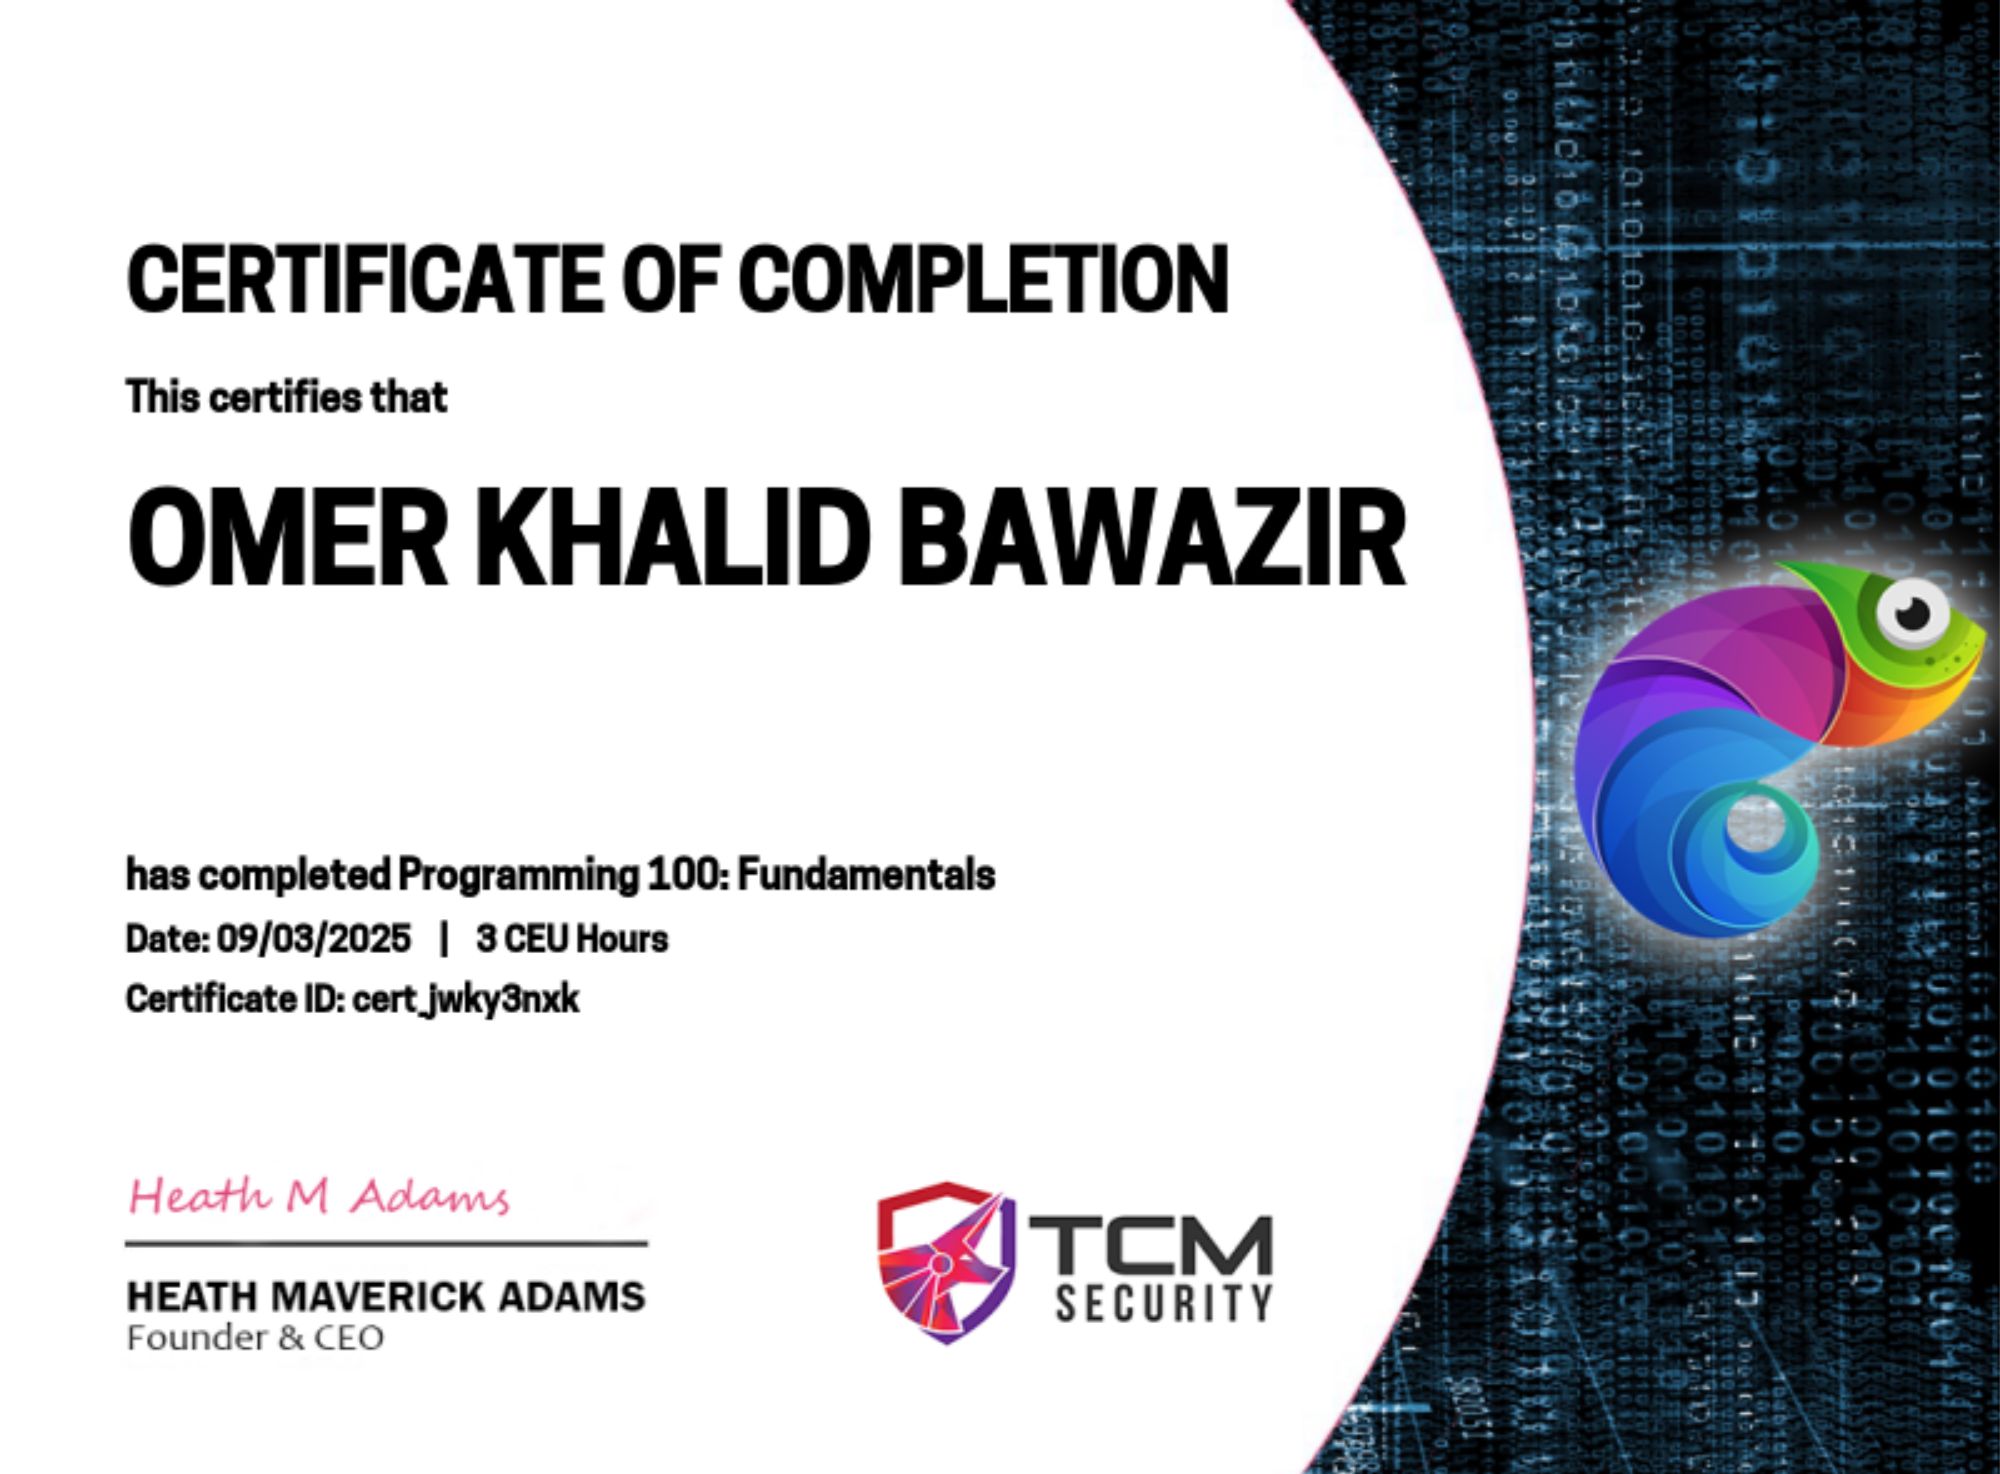 CERTIFICATE OF COMPLETION
This certifies that
OMER KHALID BAWAZIR
has completed Programming 100: Fundamentals
Date: 09/03/2025 | 3 CEU Hours
Certificate ID: cert_jwky3nxk
Heath M Adams
HEATH MAVERICK ADAMS
Founder & CEO
TCM
SECURITY